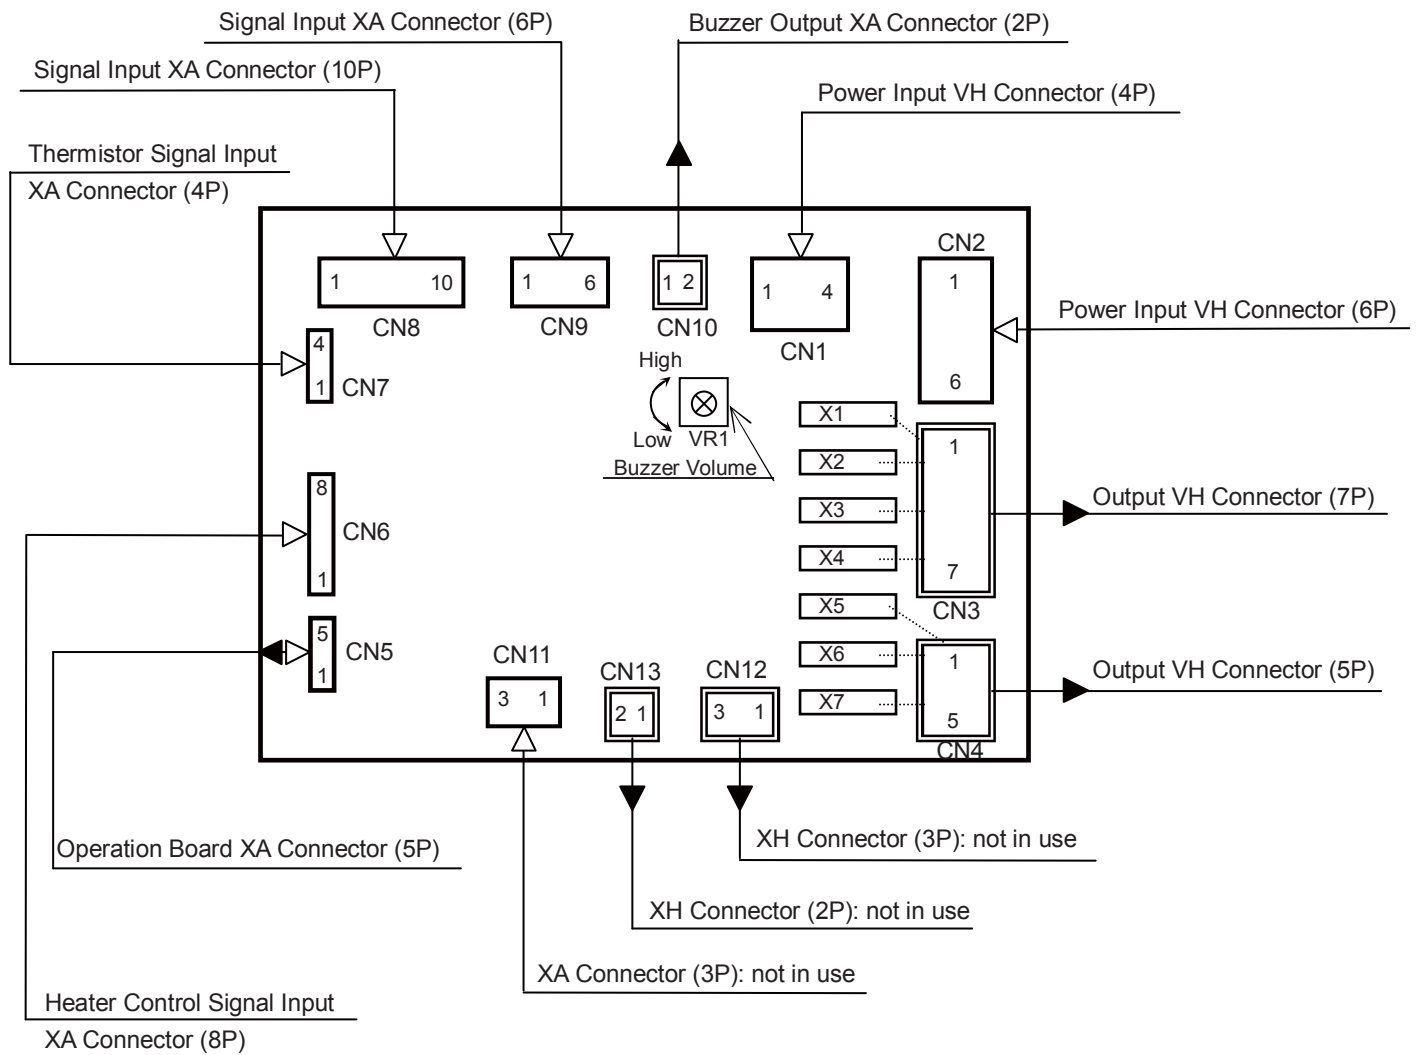 Signal Input XA Connector (6P)
Buzzer Output XA Connector (2P)
Signal Input XA Connector (10P)
Power Input VH Connector (4P)
Thermistor Signal Input
XA Connector (4P)
CN2
1 10
1 6
1 2
1 4
1
6
CN8
CN9
CN10
CN1
Power Input VH Connector (6P)
4
1
CN7
High
Low
VR1
Buzzer Volume
X1
X2
X3
X4
X5
X6
X7
1
7
CN3
Output VH Connector (7P)
8
1
CN6
5
1
CN5
CN11
3 1
CN13
2 1
CN12
3 1
1
5
CN4
Output VH Connector (5P)
Operation Board XA Connector (5P)
XH Connector (3P): not in use
XH Connector (2P): not in use
XA Connector (3P): not in use
Heater Control Signal Input
XA Connector (8P)